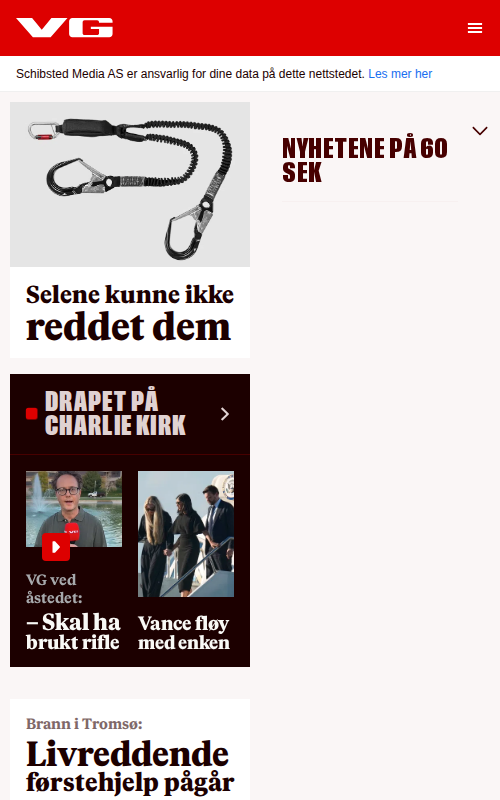 VG
Schibsted Media AS er ansvarlig for dine data på dette nettstedet. Les mer her
Selene kunne ikke
reddet dem
NYHETENE PÅ 60
SEK
DRAPET PÅ
CHARLIE KIRK
VG ved
åstedet:
– Skal ha
brukt rifle
Vance fløy
med enken
Brann i Tromsø:
Livreddende
førstehjelp pågår